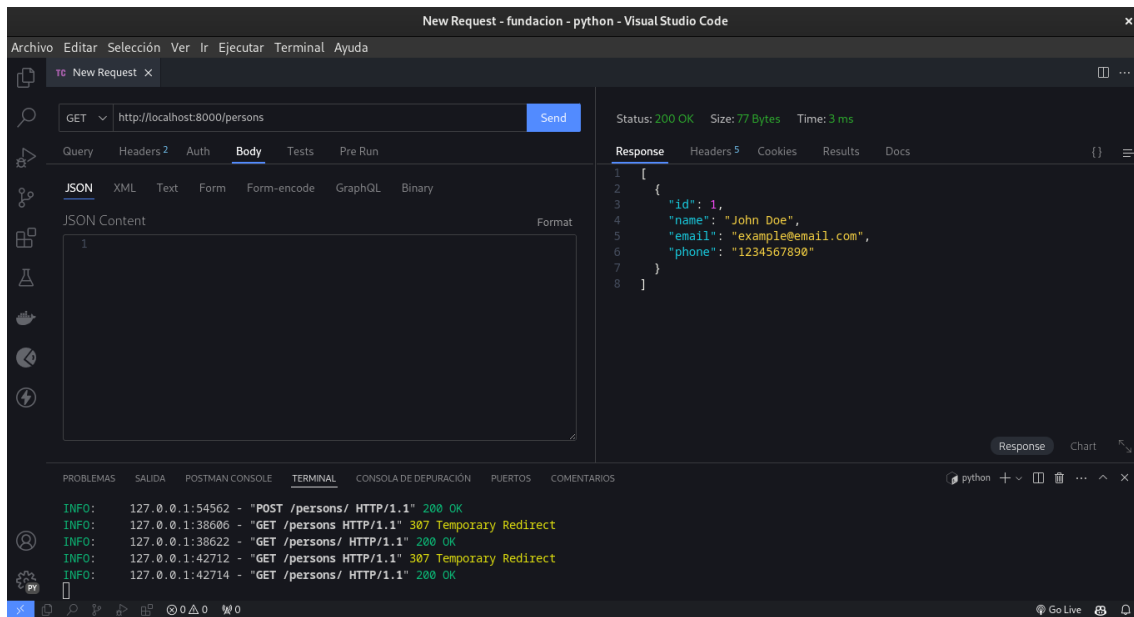 New Request - fundacion - python - Visual Studio Code
Archivo Editar Selección Ver Ir Ejecutar Terminal Ayuda
TC New Request
GET http://localhost:8000/persons Send
Query Headers 2 Auth Body Tests Pre Run
JSON XML Text Form Form-encode GraphQL Binary
JSON Content Format
1
Status: 200 OK Size: 77 Bytes Time: 3 ms
Response Headers 5 Cookies Results Docs {}
1 [
2 {
3 "id": 1,
4 "name": "John Doe",
5 "email": "example@email.com",
6 "phone": "1234567890"
7 }
8 ]
Response Chart
PROBLEMAS SALIDA POSTMAN CONSOLE TERMINAL CONSOLA DE DEPURACIÓN PUERTOS COMENTARIOS python
INFO: 127.0.0.1:54562 - "POST /persons/ HTTP/1.1" 200 OK
INFO: 127.0.0.1:38606 - "GET /persons HTTP/1.1" 307 Temporary Redirect
INFO: 127.0.0.1:38622 - "GET /persons/ HTTP/1.1" 200 OK
INFO: 127.0.0.1:42712 - "GET /persons HTTP/1.1" 307 Temporary Redirect
INFO: 127.0.0.1:42714 - "GET /persons/ HTTP/1.1" 200 OK
PY
0 0 0 Go Live